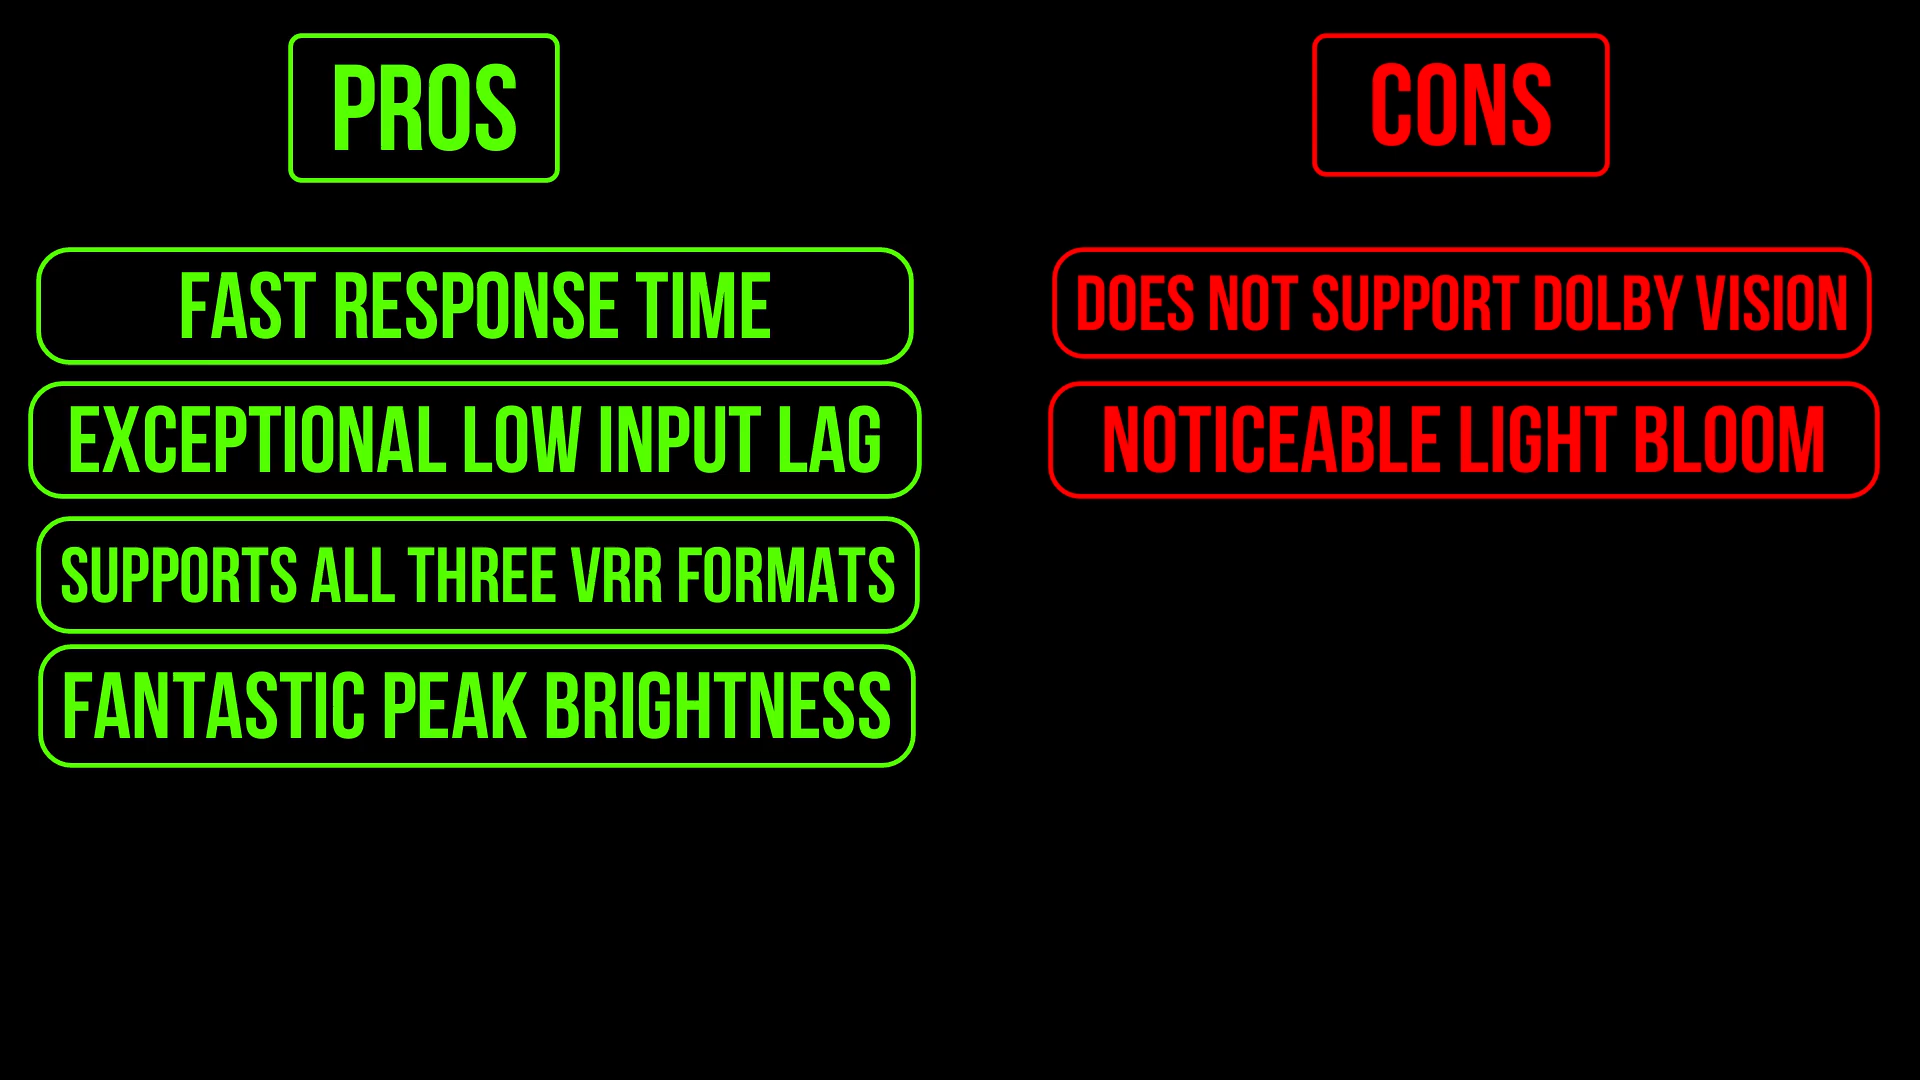 PROS
FAST RESPONSE TIME
EXCEPTIONAL LOW INPUT LAG
SUPPORTS ALL THREE VRR FORMATS
FANTASTIC PEAK BRIGHTNESS
CONS
DOES NOT SUPPORT DOLBY VISION
NOTICEABLE LIGHT BLOOM